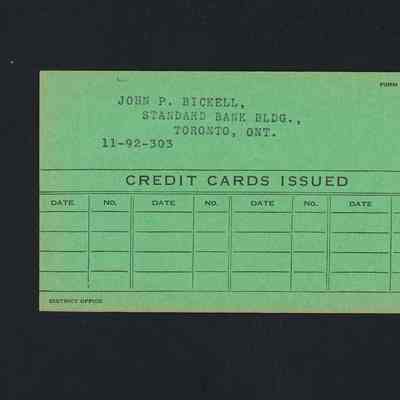 FORM
JOHN P. BICKELL,
STANDARD BANK BLDG.,
TORONTO, ONT.
11-92-303
CREDIT CARDS ISSUED
DATE NO. DATE NO. DATE NO. DATE
DISTRICT OFFICE